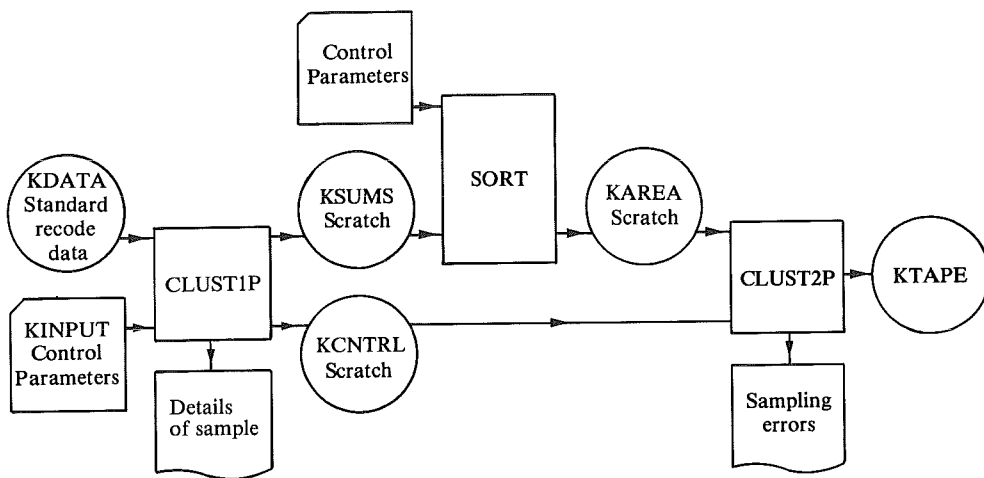 Control
Parameters
SORT
KDATA
Standard
recode
data
KSUMS
Scratch
KAREA
Scratch
CLUST1P
CLUST2P
KTAPE
KINPUT
Control
Parameters
KCNTRL
Scratch
Details
of sample
Sampling
errors